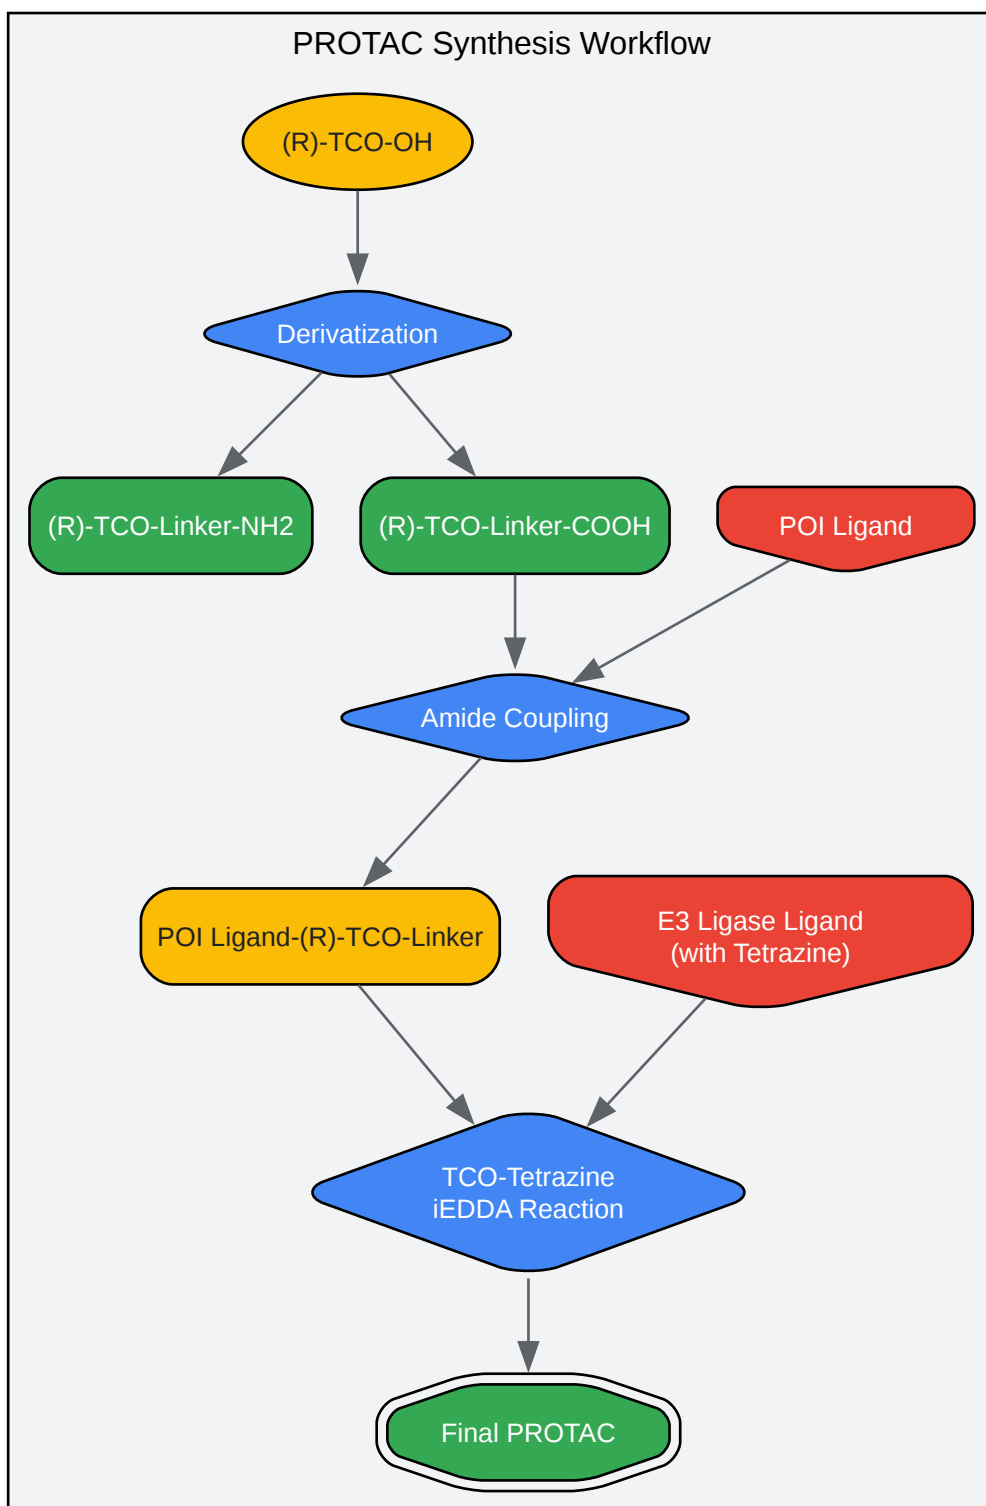 PROTAC Synthesis Workflow
(R)-TCO-OH
Derivatization
(R)-TCO-Linker-NH2
(R)-TCO-Linker-COOH
POI Ligand
Amide Coupling
POI Ligand-(R)-TCO-Linker
E3 Ligase Ligand
(with Tetrazine)
TCO-Tetrazine
iEDDA Reaction
Final PROTAC